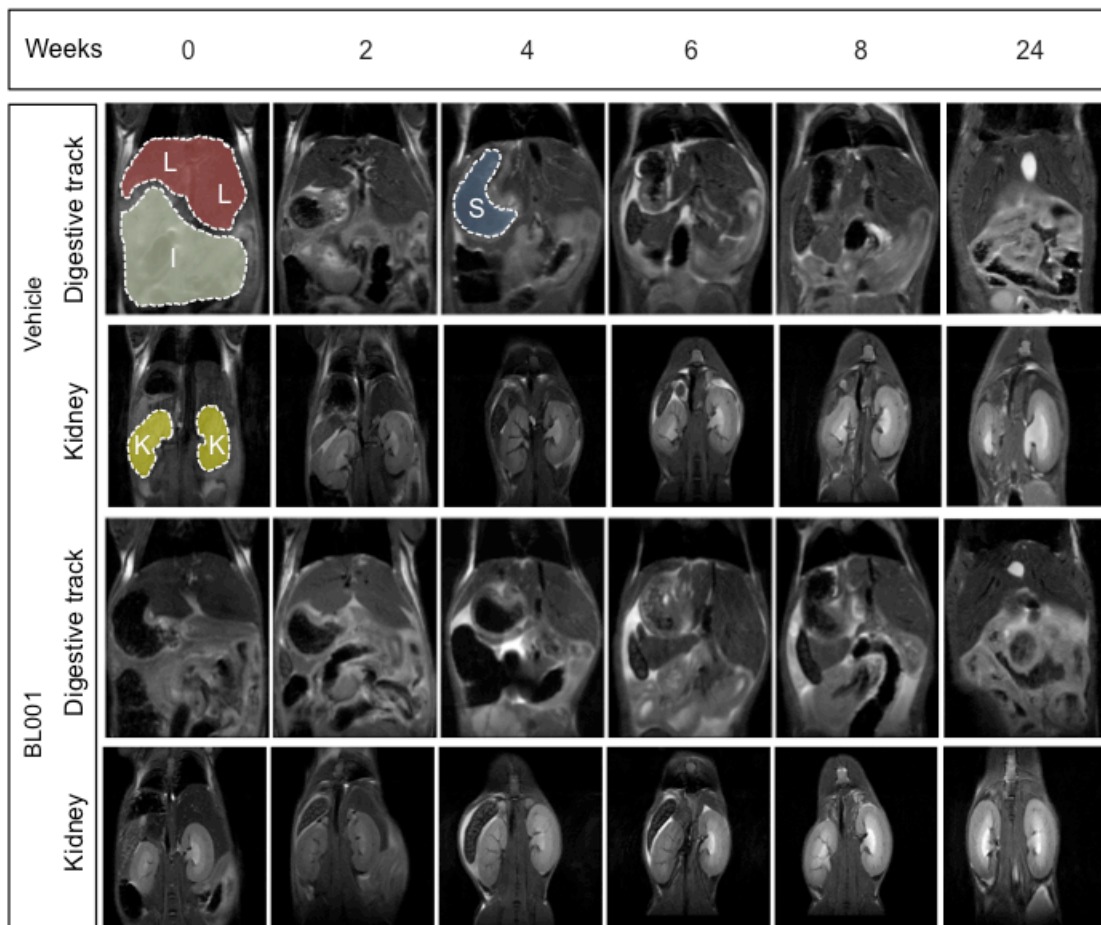 Weeks 0 2 4 6 8 24
Vehicle
Digestive track
L
L
I
S
Kidney
K
K
BL001
Digestive track
Kidney